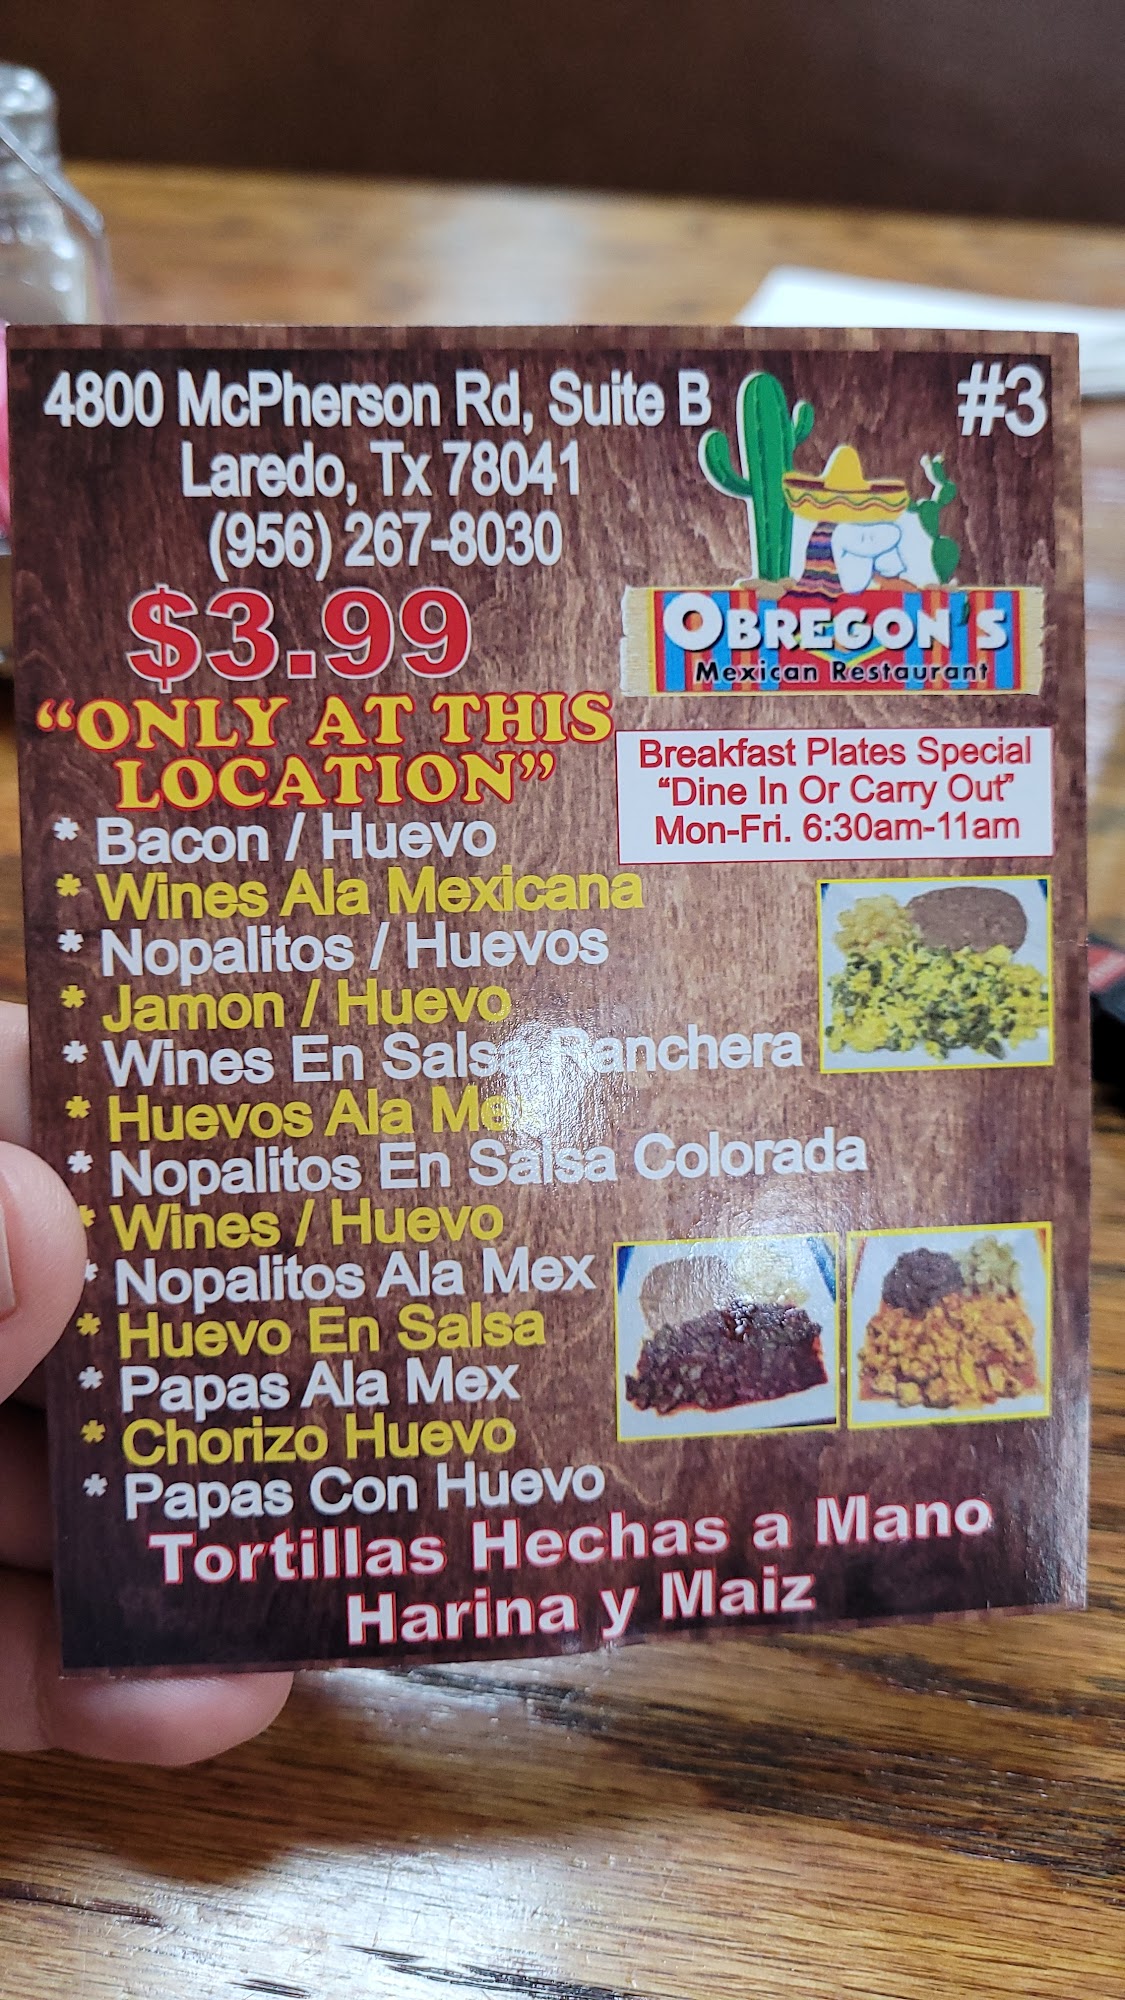 4800 McPherson Rd, Suite B
Laredo, Tx 78041
(956) 267-8030
#3
OBREGON'S
Mexican Restaurant
$3.99
"ONLY AT THIS
LOCATION"
Breakfast Plates Special
"Dine In Or Carry Out"
Mon-Fri. 6:30am-11am
* Bacon / Huevo
* Wines Ala Mexicana
* Nopalitos / Huevos
* Jamon / Huevo
* Wines En Salsa Ranchera
* Huevos Ala Mex
* Nopalitos En Salsa Colorada
* Wines / Huevo
* Nopalitos Ala Mex
* Huevo En Salsa
* Papas Ala Mex
* Chorizo Huevo
* Papas Con Huevo
Tortillas Hechas a Mano
Harina y Maiz